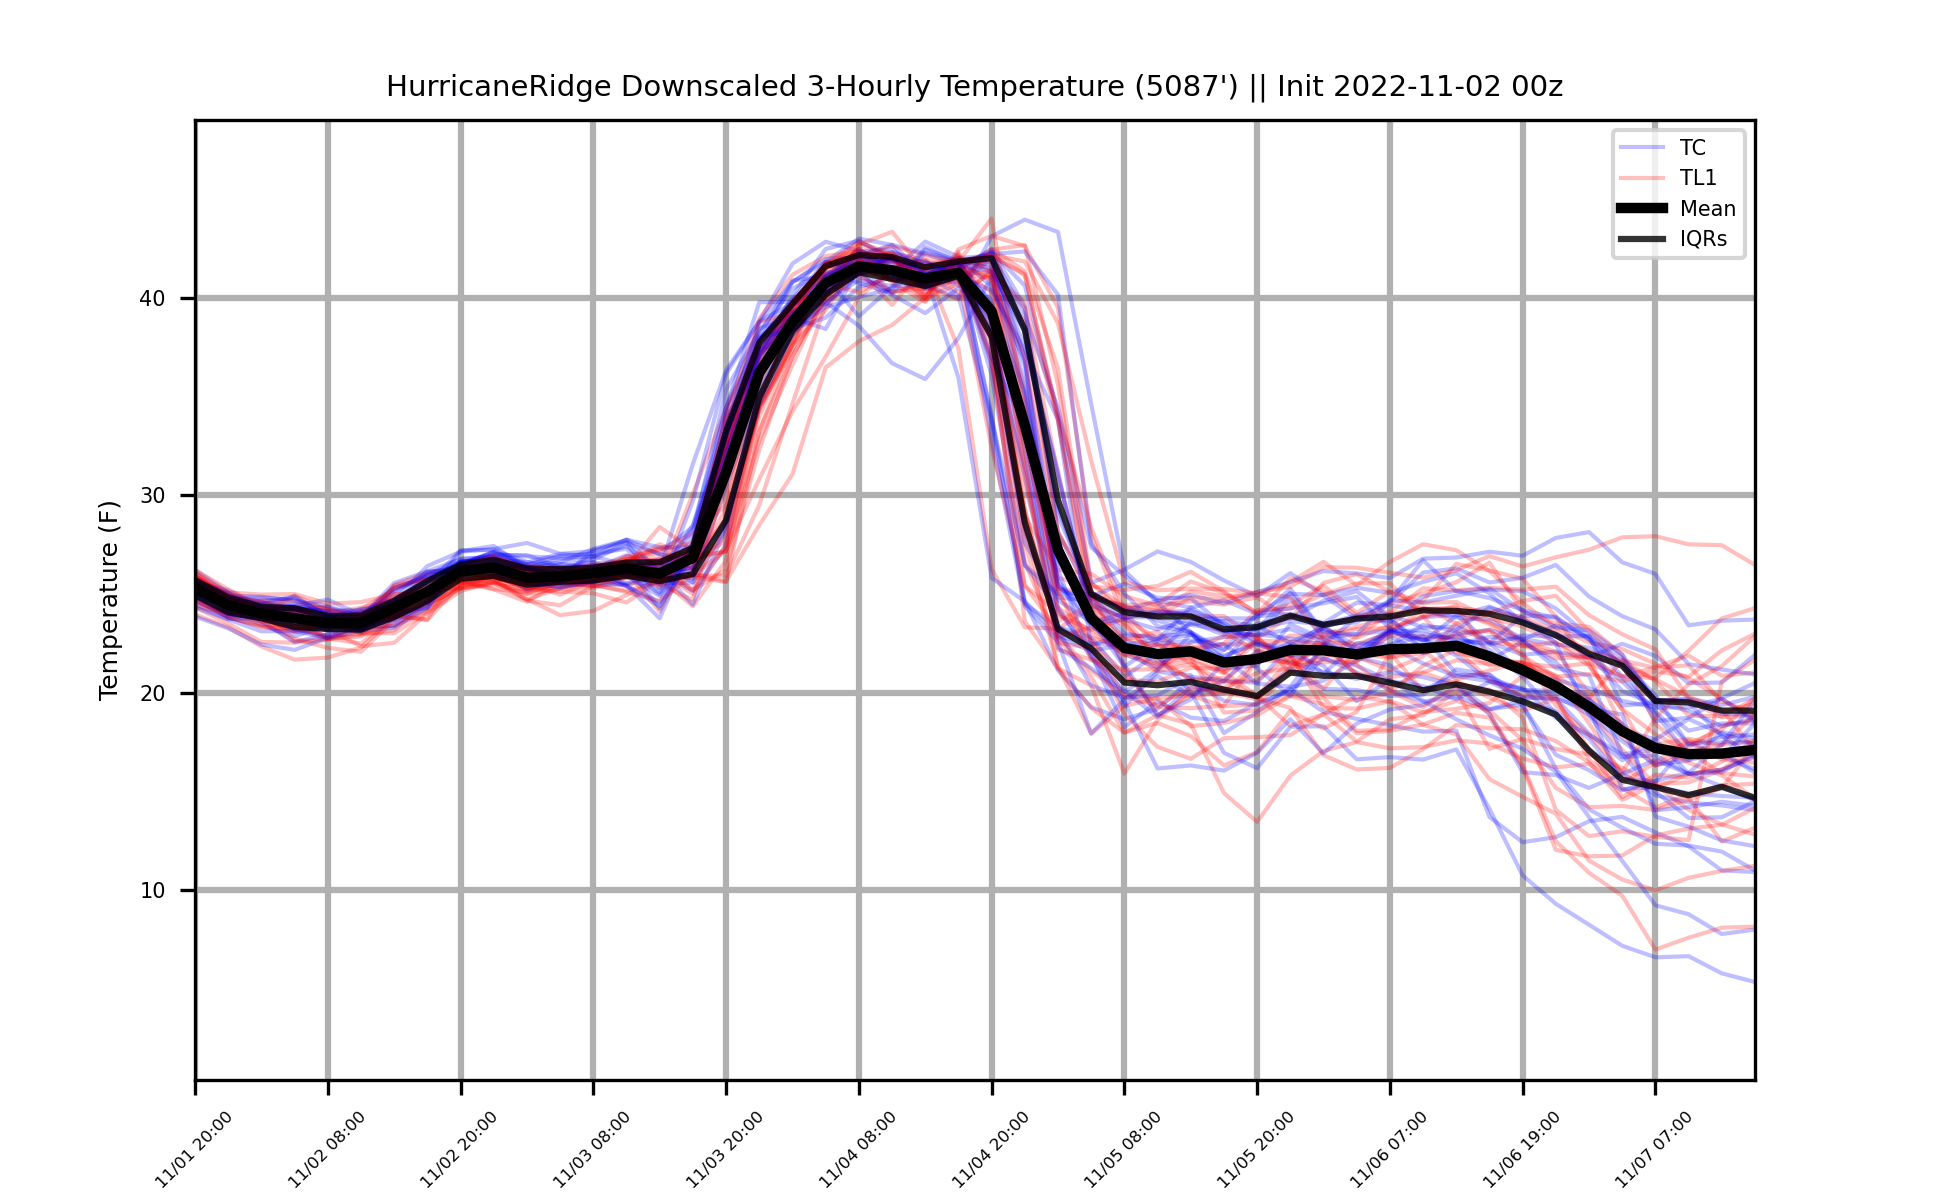 HurricaneRidge Downscaled 3-Hourly Temperature (5087') || Init 2022-11-02 00z
TC
TL1
Mean
IQRs
Temperature (F)
40
30
20
10
11/01 20:00
11/02 08:00
11/02 20:00
11/03 08:00
11/03 20:00
11/04 08:00
11/04 20:00
11/05 08:00
11/05 20:00
11/06 07:00
11/06 19:00
11/07 07:00